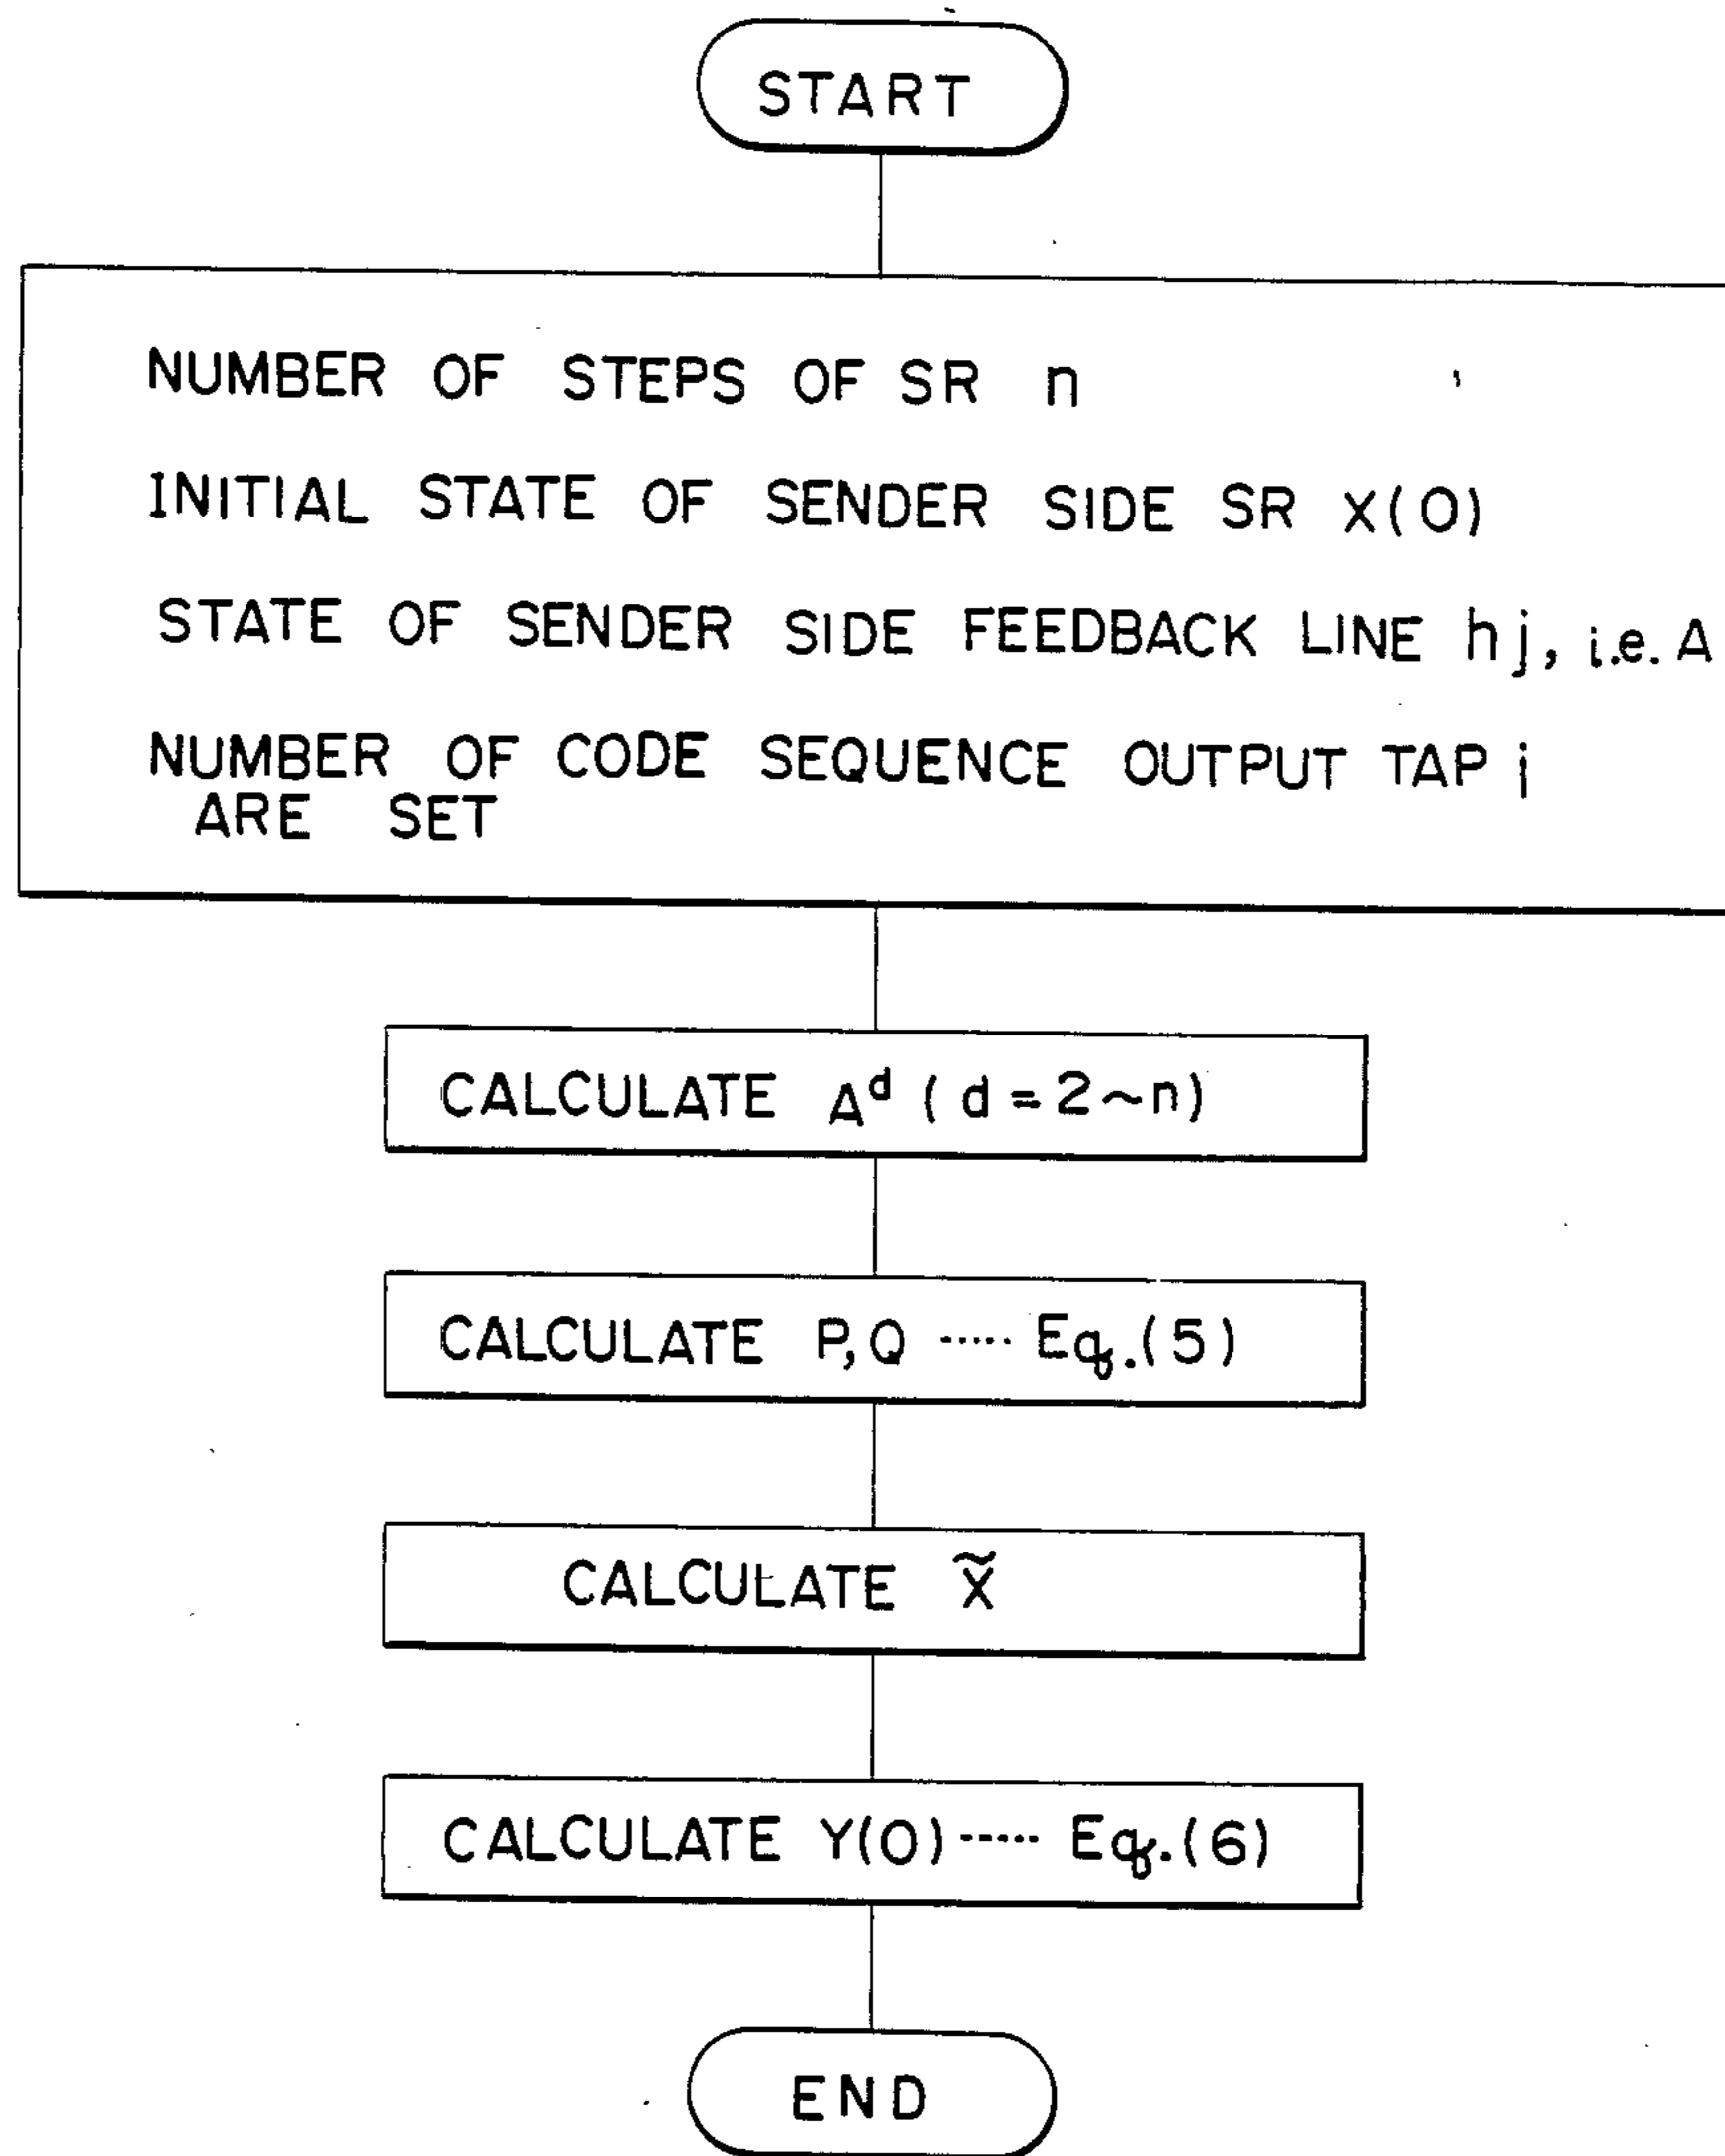 START
NUMBER OF STEPS OF SR n
INITIAL STATE OF SENDER SIDE SR X(0)
STATE OF SENDER SIDE FEEDBACK LINE hj, i.e. A
NUMBER OF CODE SEQUENCE OUTPUT TAP i
ARE SET
CALCULATE Aᵈ (d=2~n)
CALCULATE P,Q ----- Eq.(5)
CALCULATE X̃
CALCULATE Y(0) ----- Eq.(6)
END